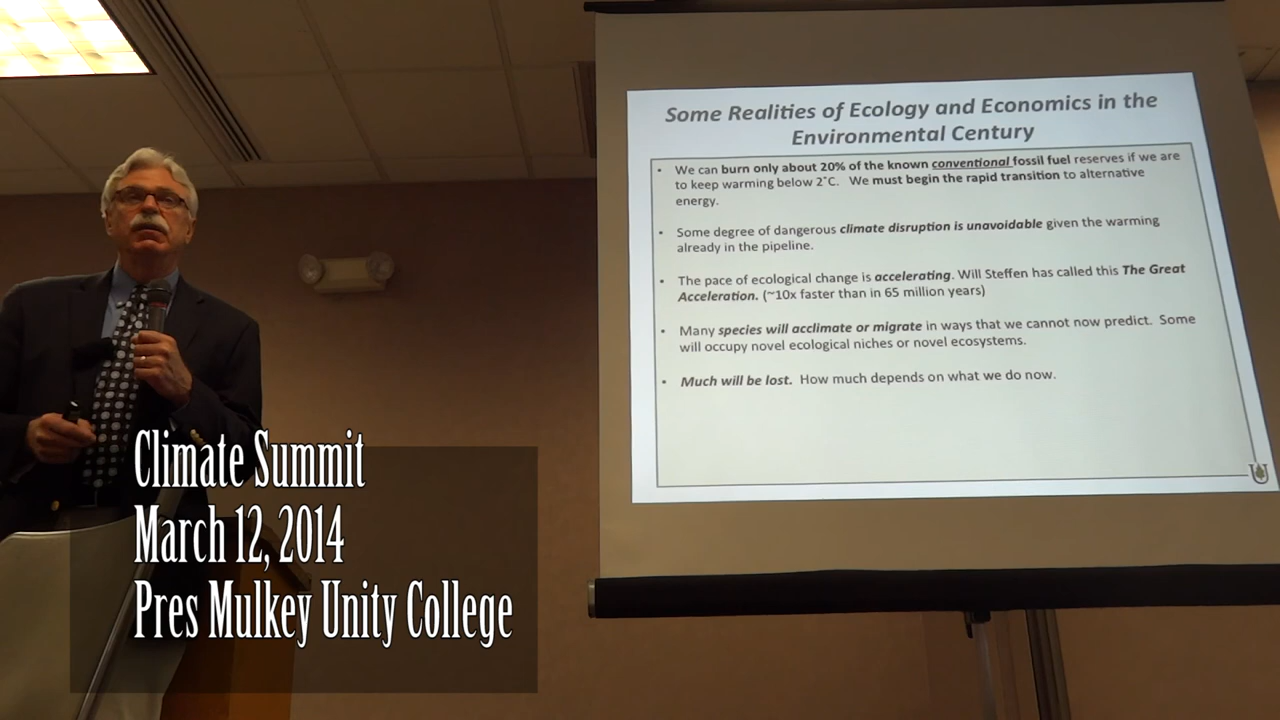 Some Realities of Ecology and Economics in the
Environmental Century
• We can burn only about 20% of the known conventional fossil fuel reserves if we are
to keep warming below 2˚C. We must begin the rapid transition to alternative
energy.
• Some degree of dangerous climate disruption is unavoidable given the warming
already in the pipeline.
• The pace of ecological change is accelerating. Will Steffen has called this The Great
Acceleration. (~10x faster than in 65 million years)
• Many species will acclimate or migrate in ways that we cannot now predict. Some
will occupy novel ecological niches or novel ecosystems.
• Much will be lost. How much depends on what we do now.
U
Climate Summit
March 12, 2014
Pres Mulkey Unity College